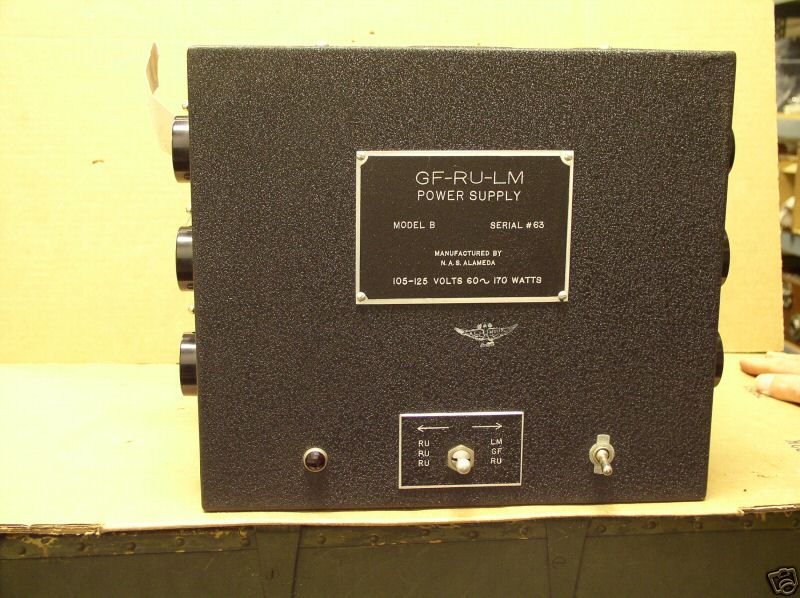 GF-RU-LM
POWER SUPPLY
MODEL B SERIAL #63
MANUFACTURED BY
N.A.S. ALAMEDA
105-125 VOLTS 60~ 170 WATTS
RU LM
RU GF
RU RU